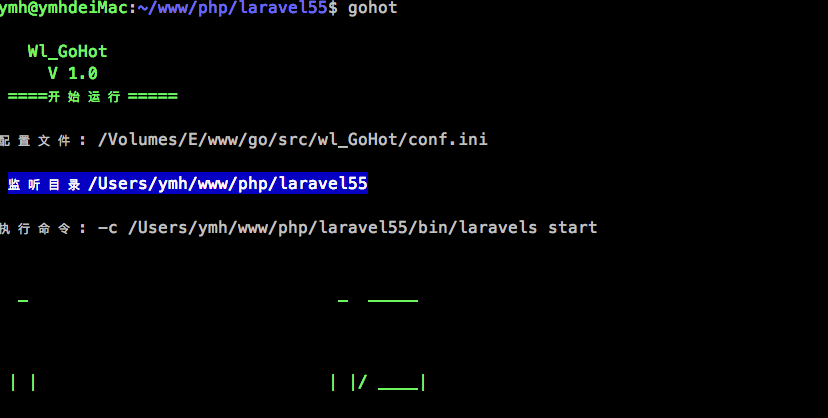 ymh@ymhdeiMac:~/www/php/laravel55$ gohot
Wl_GoHot
V 1.0
====开始运行=====
配置文件: /Volumes/E/www/go/src/wl_GoHot/conf.ini
监听目录/Users/ymh/www/php/laravel55
执行命令: -c /Users/ymh/www/php/laravel55/bin/laravels start
_ _ _____
| | | |/ ____|